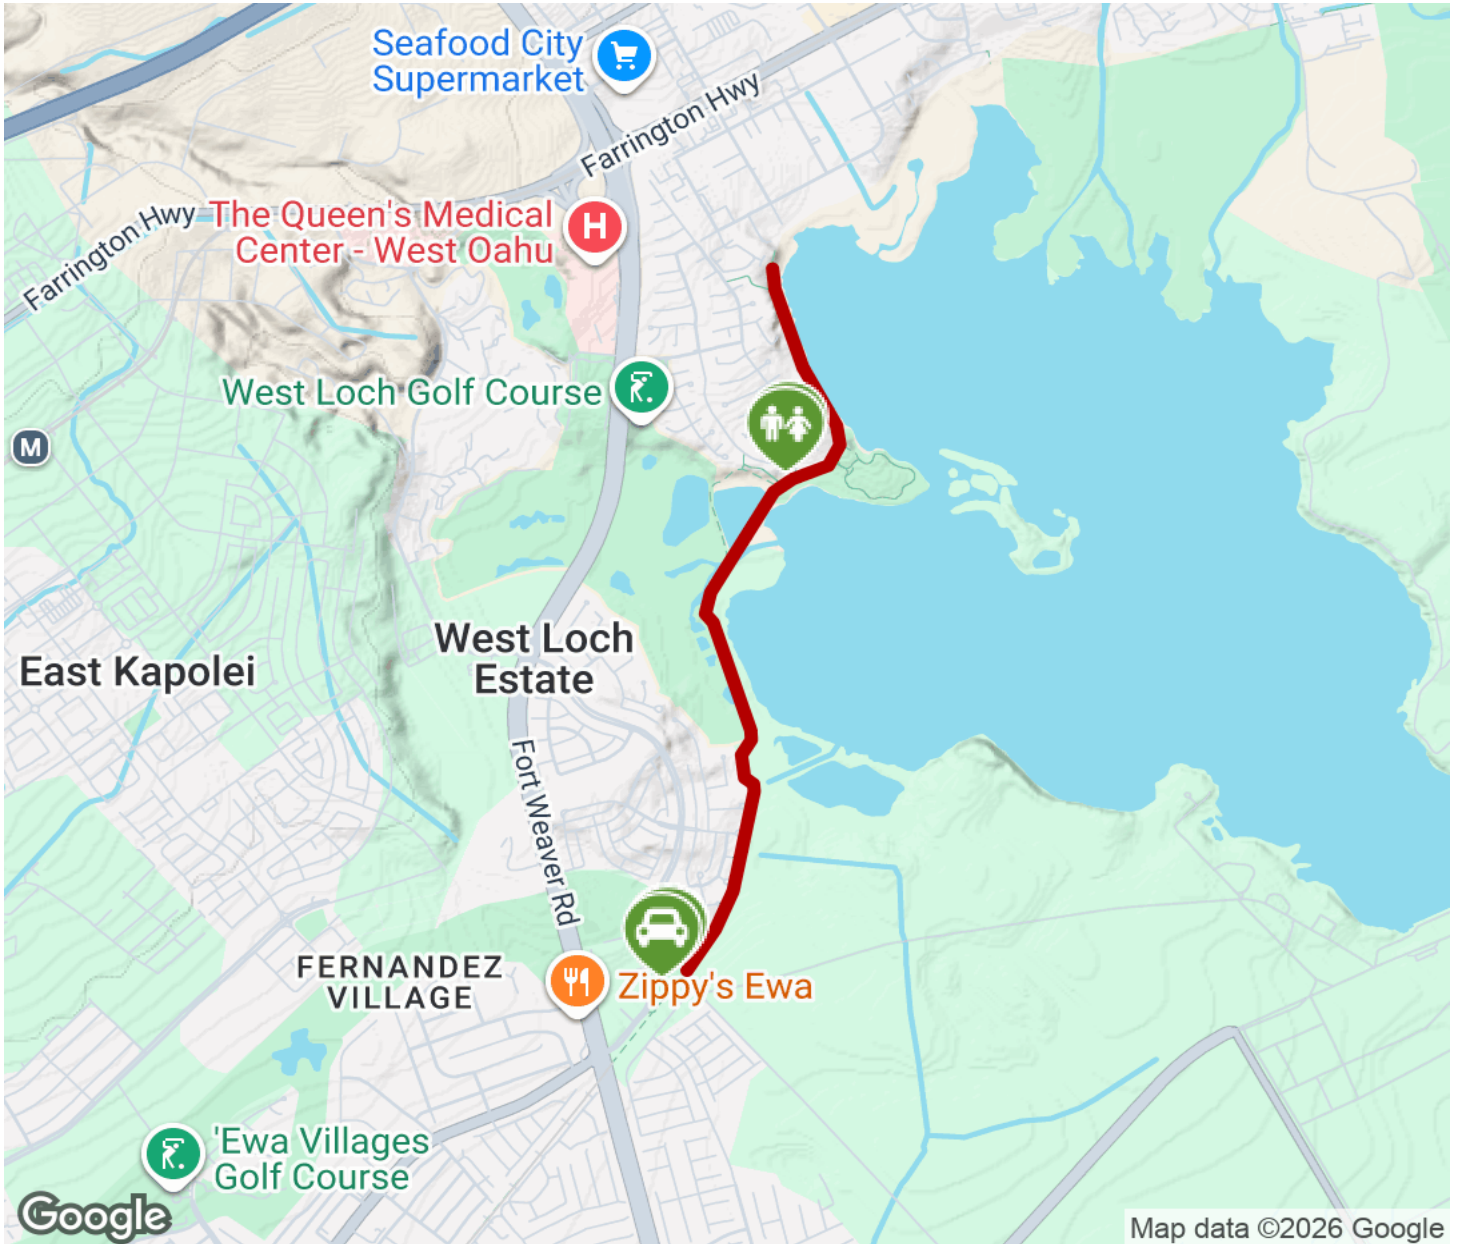 Seafood City
Supermarket
Farrington Hwy
Farrington Hwy
The Queen's Medical
Center - West Oahu
H
West Loch Golf Course
M
West Loch
Estate
East Kapolei
Fort Weaver Rd
FERNANDEZ
VILLAGE
Zippy's Ewa
'Ewa Villages
Golf Course
Google
Map data ©2026 Google